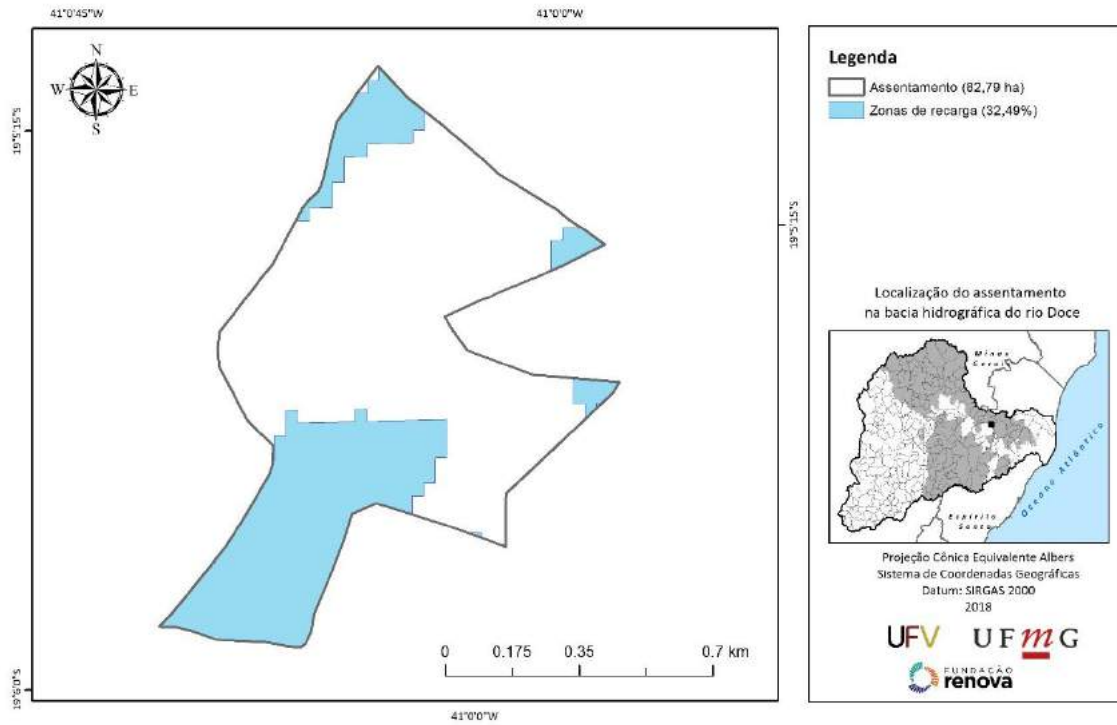 41°0'45"W
41°0'0"W
N
W
E
S
19°5'15"S
19°5'15"S
19°6'0"S
41°0'0"W
0
0.175
0.35
0.7 km
Legenda
Assentamento (82,79 ha)
Zonas de recarga (32,49%)
Localização do assentamento
na bacia hidrográfica do rio Doce
Minas
Gerais
Espírito
Santo
Oceano Atlântico
Projeção Cônica Equivalente Albers
Sistema de Coordenadas Geográficas
Datum: SIRGAS 2000
2018
UFV
UFmG
FUNDAÇÃO
renova